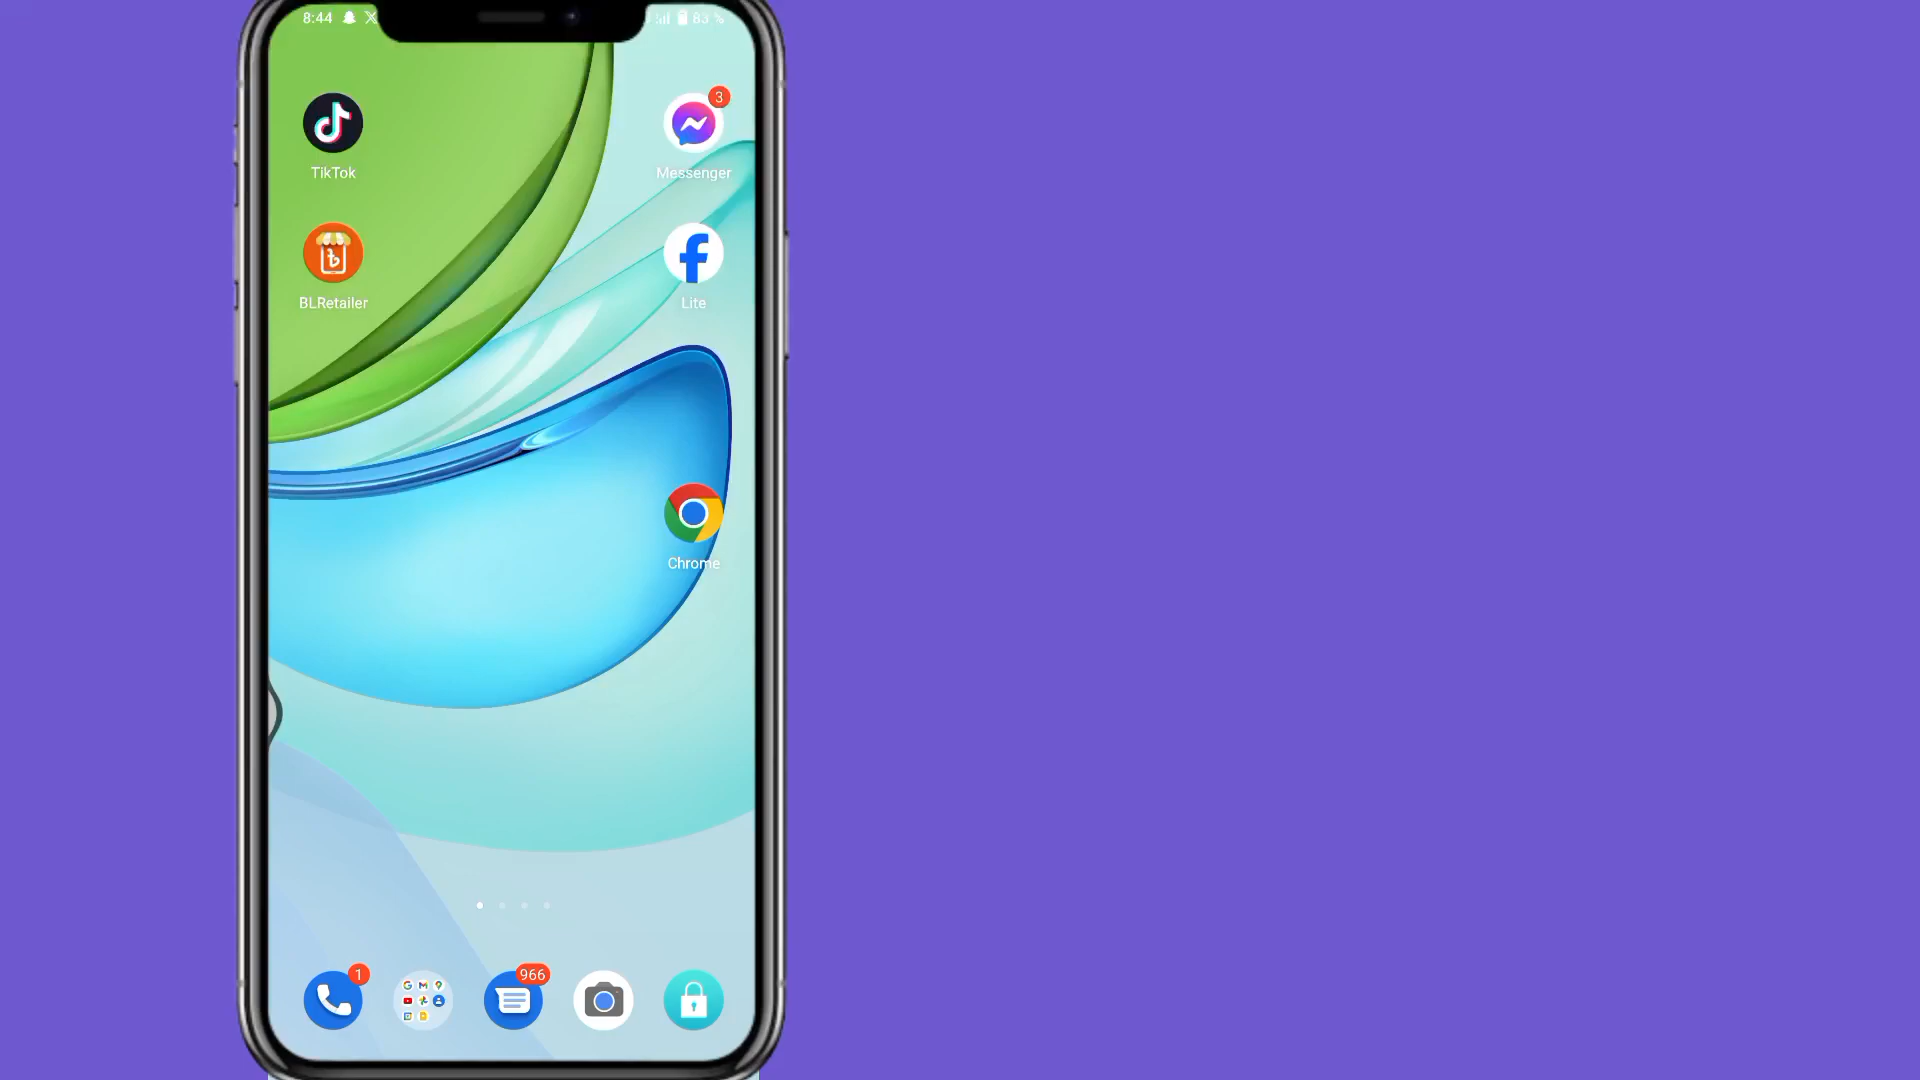 8:44
83 %
3
TikTok
Messenger
BLRetailer
Lite
Chrome
1
966